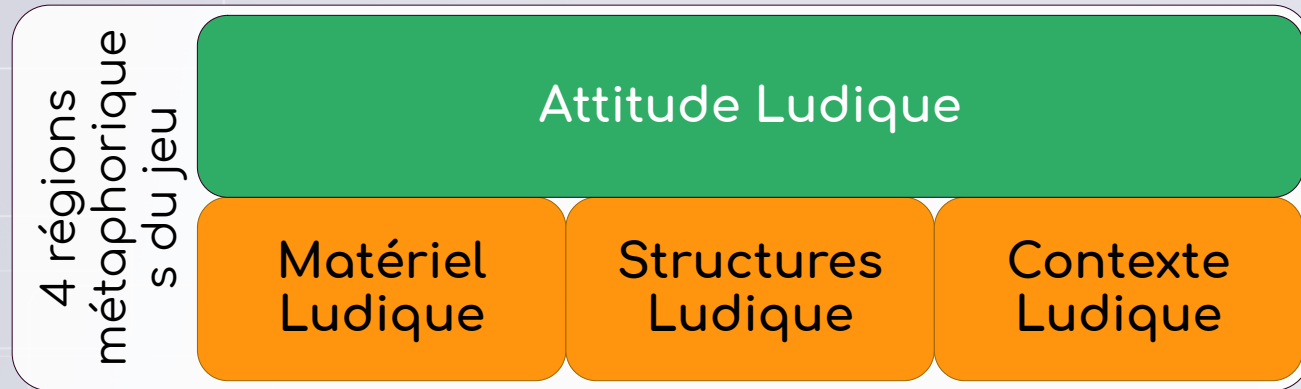 4 régions
métaphorique
s du jeu
Attitude Ludique
Matériel
Ludique
Structures
Ludique
Contexte
Ludique